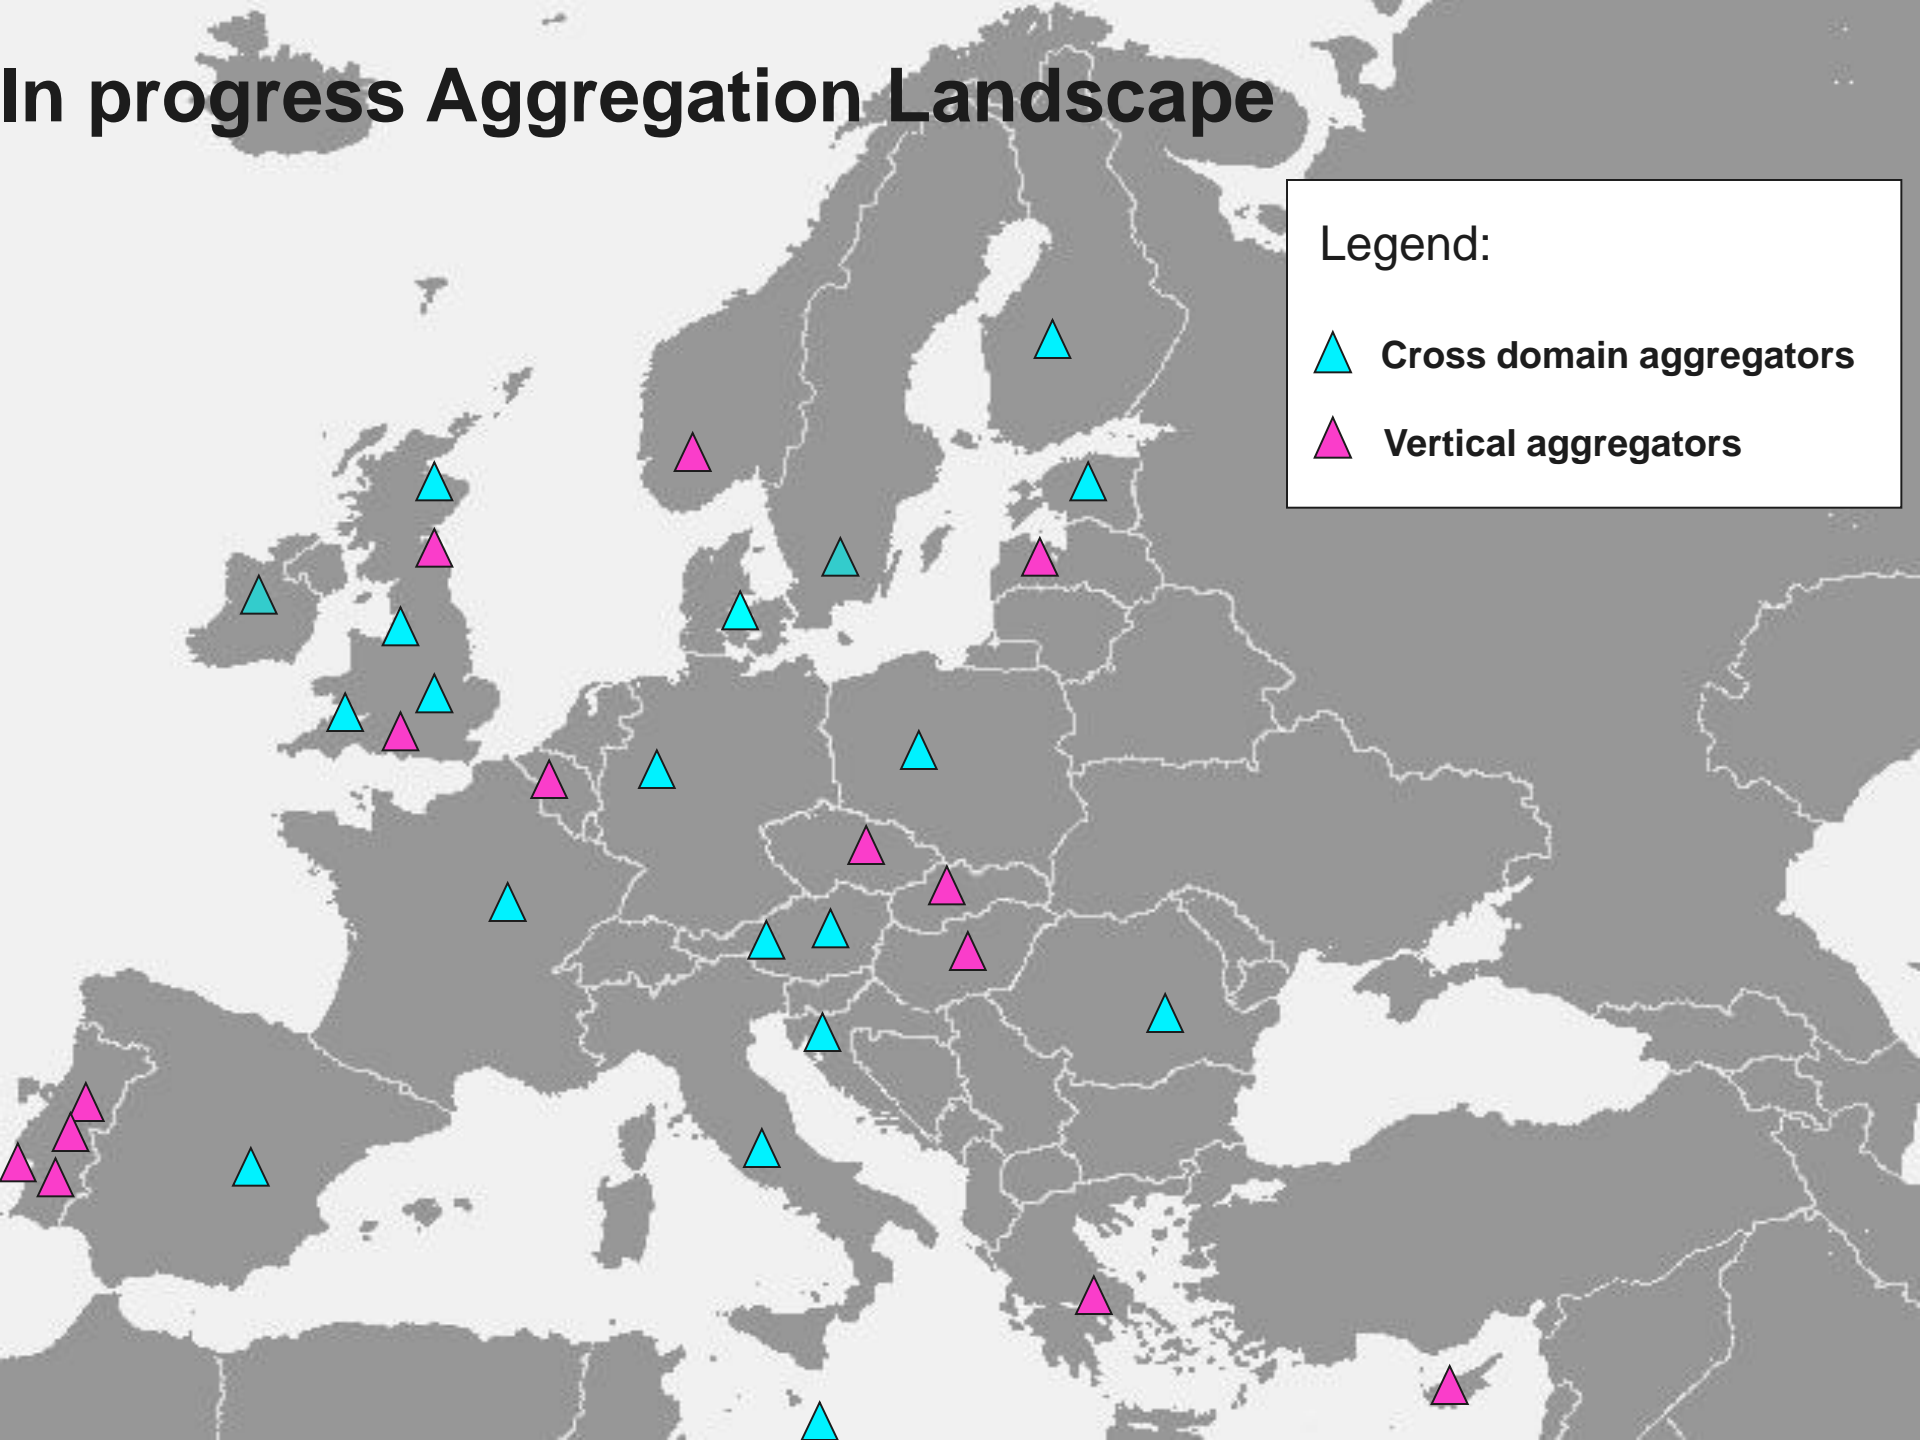 In progress Aggregation Landscape
Legend:
Cross domain aggregators
Vertical aggregators